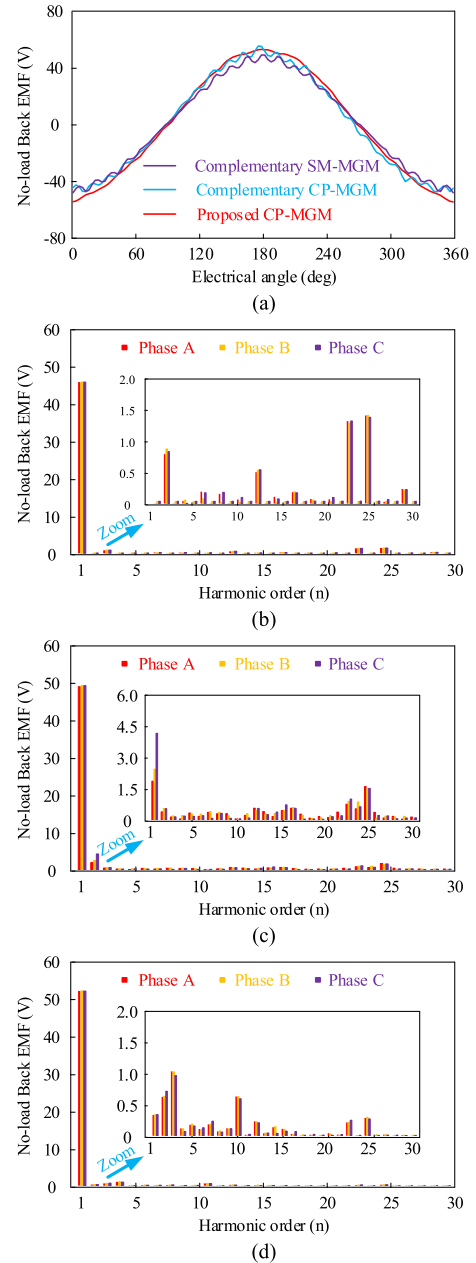 80
40
0
-40
-80
No-load Back EMF (V)
Complementary SM-MGM
Complementary CP-MGM
Proposed CP-MGM
0 60 120 180 240 300 360
Electrical angle (deg)
(a)
60
50
40
30
20
10
0
No-load Back EMF (V)
Phase A Phase B Phase C
2.0
1.5
1.0
0.5
0
1 5 10 15 20 25 30
Zoom
1 5 10 15 20 25 30
Harmonic order (n)
(b)
60
50
40
30
20
10
0
No-load Back EMF (V)
Phase A Phase B Phase C
6.0
4.5
3.0
1.5
0
1 5 10 15 20 25 30
Zoom
1 5 10 15 20 25 30
Harmonic order (n)
(c)
60
50
40
30
20
10
0
No-load Back EMF (V)
Phase A Phase B Phase C
2.0
1.5
1.0
0.5
0
1 5 10 15 20 25 30
Zoom
1 5 10 15 20 25 30
Harmonic order (n)
(d)